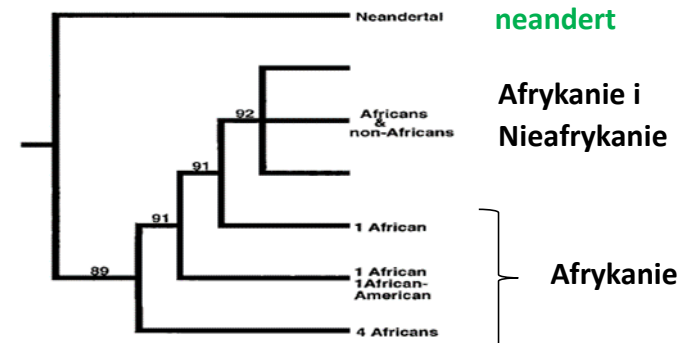 Neandertal
neandert
92
Africans
&
non-Africans
Afrykanie i
Nieafrykanie
91
91
1 African
89
1 African
1African-
American
Afrykanie
4 Africans